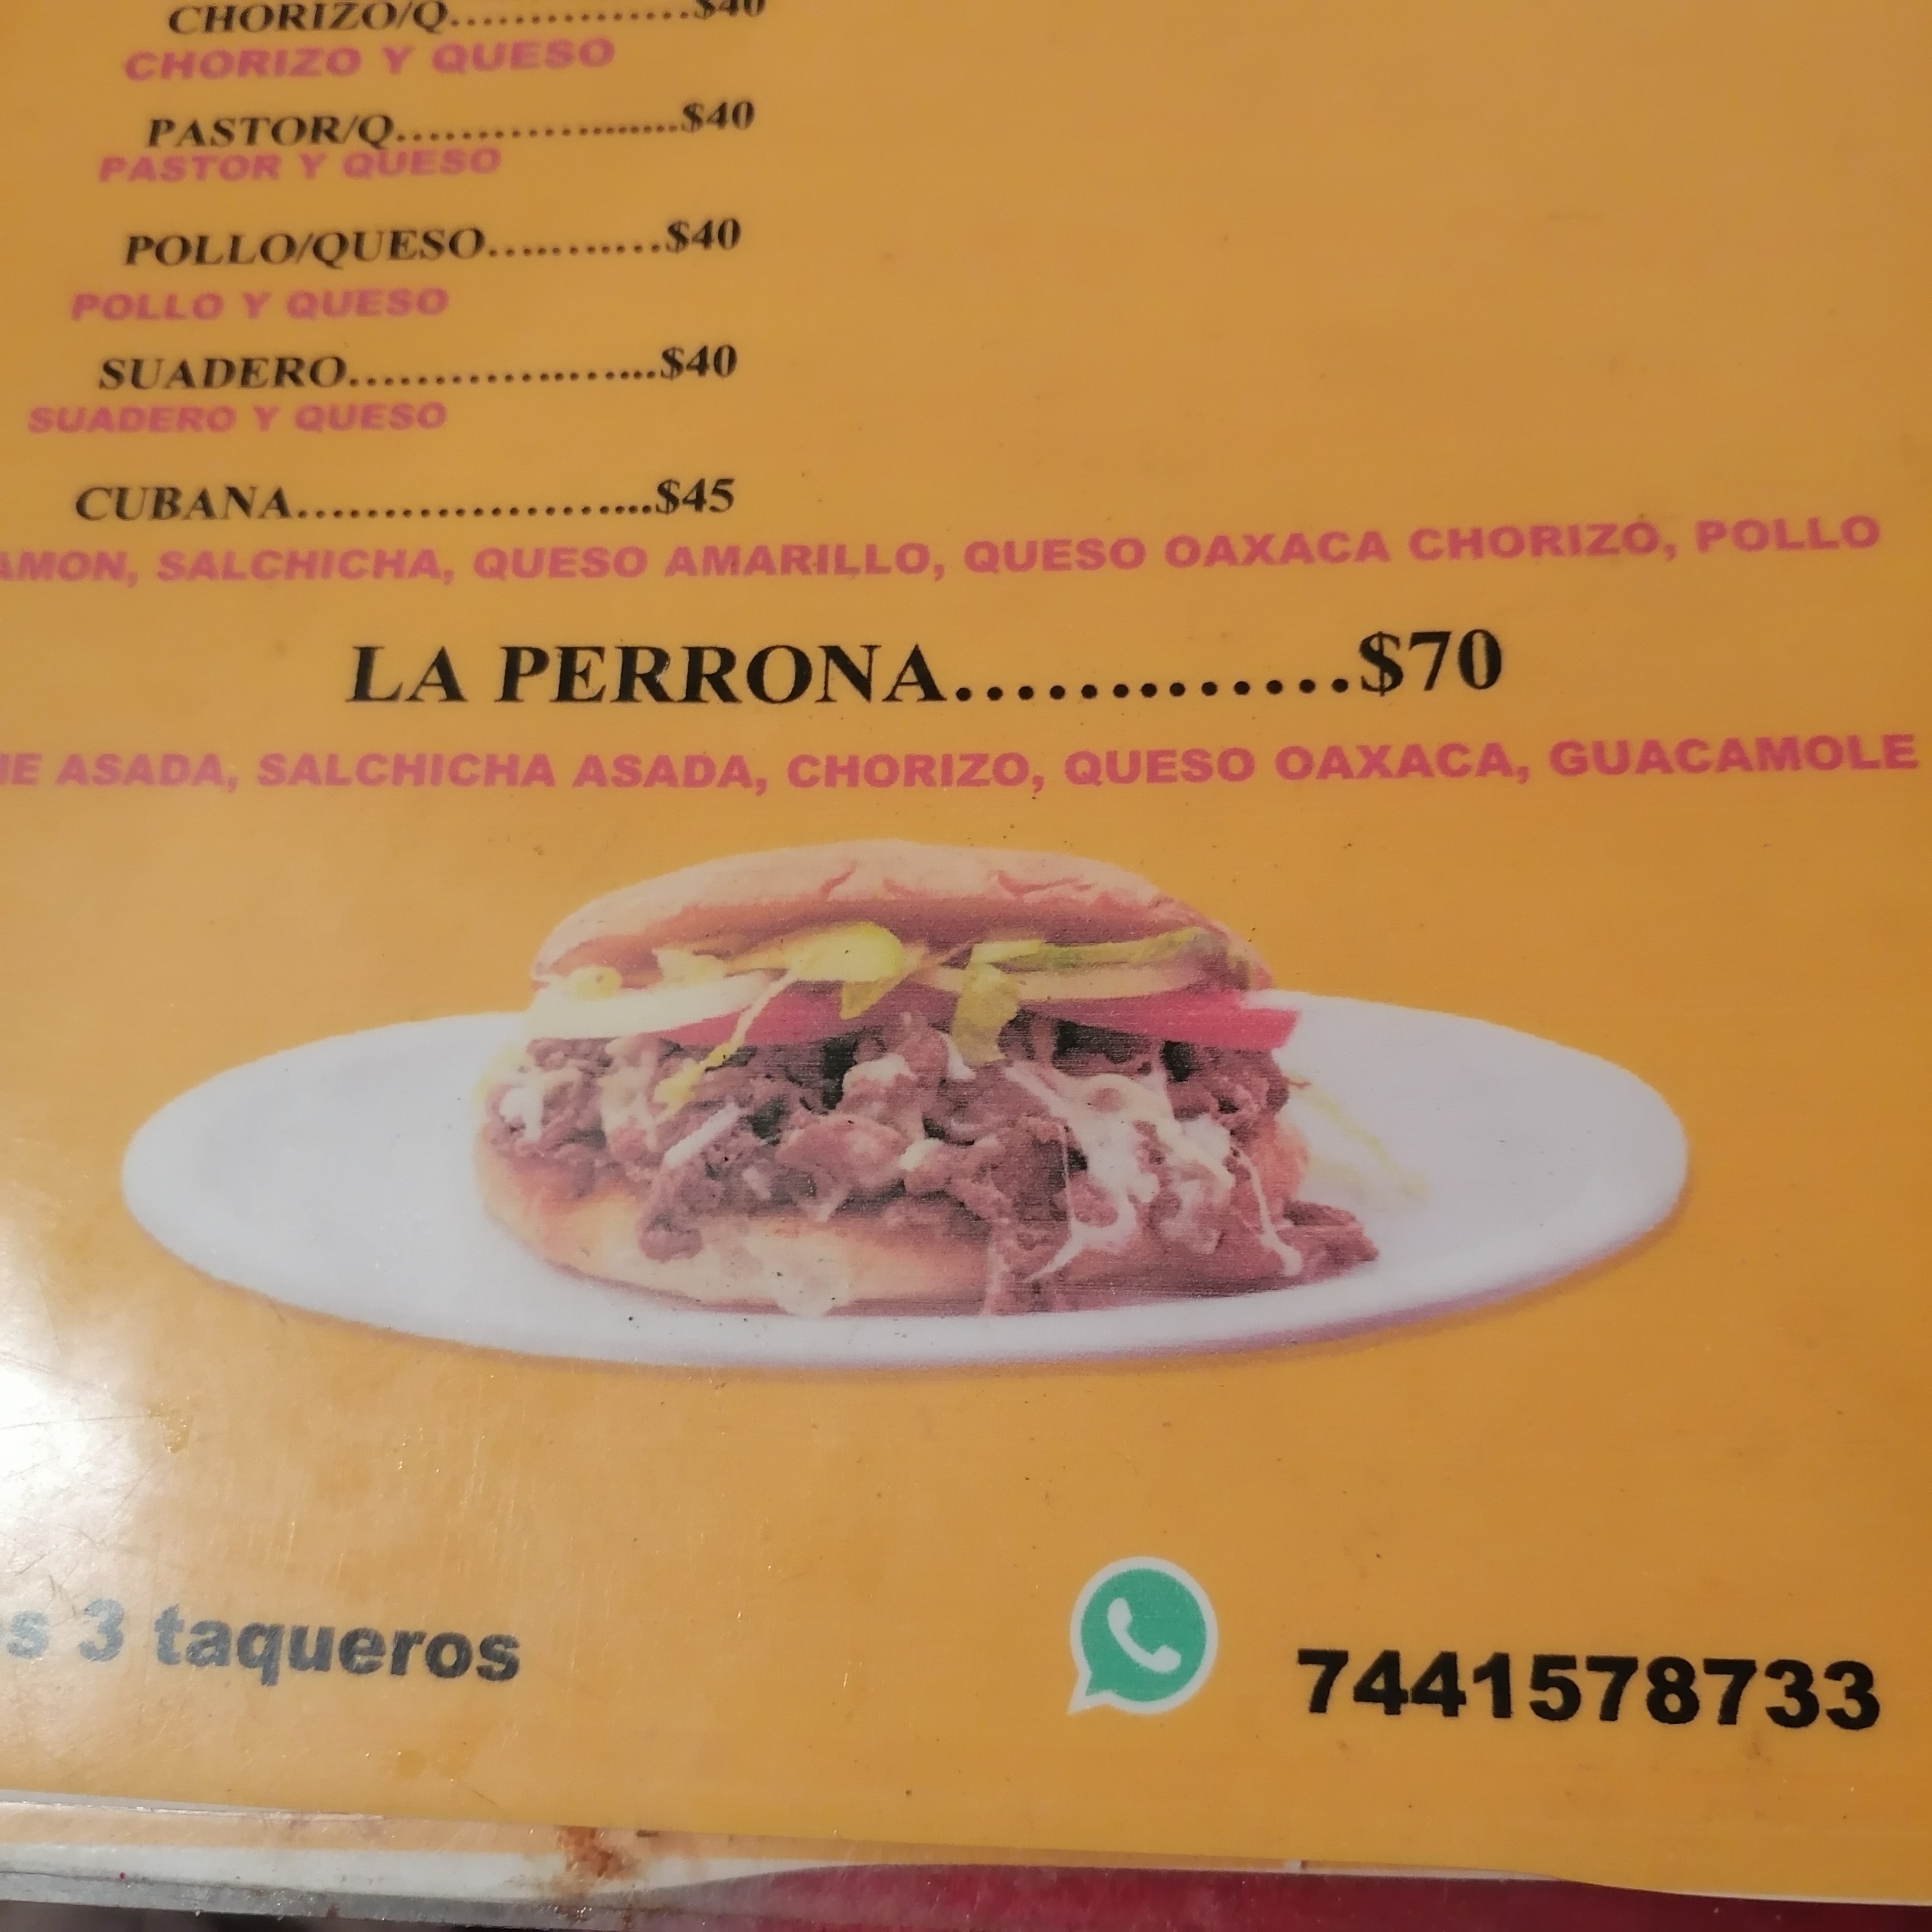 CHORIZO/Q...............$40
CHORIZO Y QUESO
PASTOR/Q...................$40
PASTOR Y QUESO
POLLO/QUESO............$40
POLLO Y QUESO
SUADERO.....................$40
SUADERO Y QUESO
CUBANA......................$45
AMON, SALCHICHA, QUESO AMARILLO, QUESO OAXACA CHORIZO, POLLO
LA PERRONA.............$70
ASADA, SALCHICHA ASADA, CHORIZO, QUESO OAXACA, GUACAMOLE
3 taqueros
7441578733